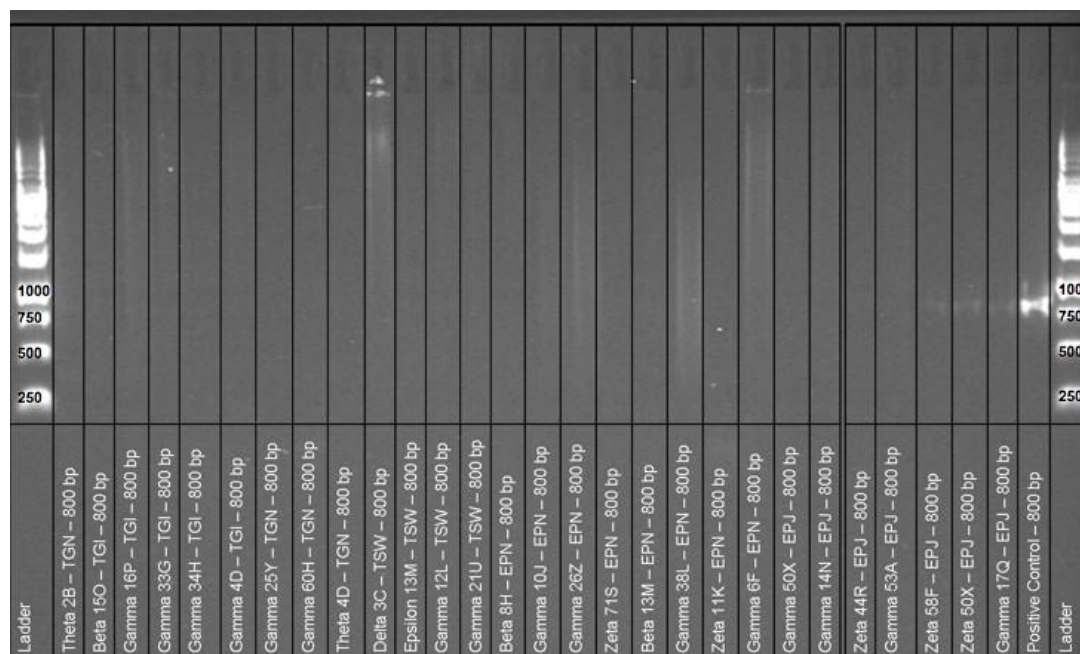 1000
750
500
250
Ladder
Theta 2B – TGN – 800 bp
Beta 15O – TGI – 800 bp
Gamma 16P – TGI – 800 bp
Gamma 33G – TGI – 800 bp
Gamma 34H – TGI – 800 bp
Gamma 4D – TGI – 800 bp
Gamma 25Y – TGN – 800 bp
Gamma 60H – TGN – 800 bp
Theta 4D – TGN – 800 bp
Delta 3C – TSW – 800 bp
Epsilon 13M – TSW – 800 bp
Gamma 12L – TSW – 800 bp
Gamma 21U – TSW – 800 bp
Beta 8H – EPN – 800 bp
Gamma 10J – EPN – 800 bp
Gamma 26Z – EPN – 800 bp
Zeta 71S – EPN – 800 bp
Beta 13M – EPN – 800 bp
Gamma 38L – EPN – 800 bp
Zeta 11K – EPN – 800 bp
Gamma 6F – EPN – 800 bp
Gamma 50X – EPJ – 800 bp
Gamma 14N – EPJ – 800 bp
Zeta 44R – EPJ – 800 bp
Gamma 53A – EPJ – 800 bp
Zeta 58F – EPJ – 800 bp
Zeta 50X – EPJ – 800 bp
Gamma 17Q – EPJ – 800 bp
Positive Control – 800 bp
100
750
500
250
Ladder